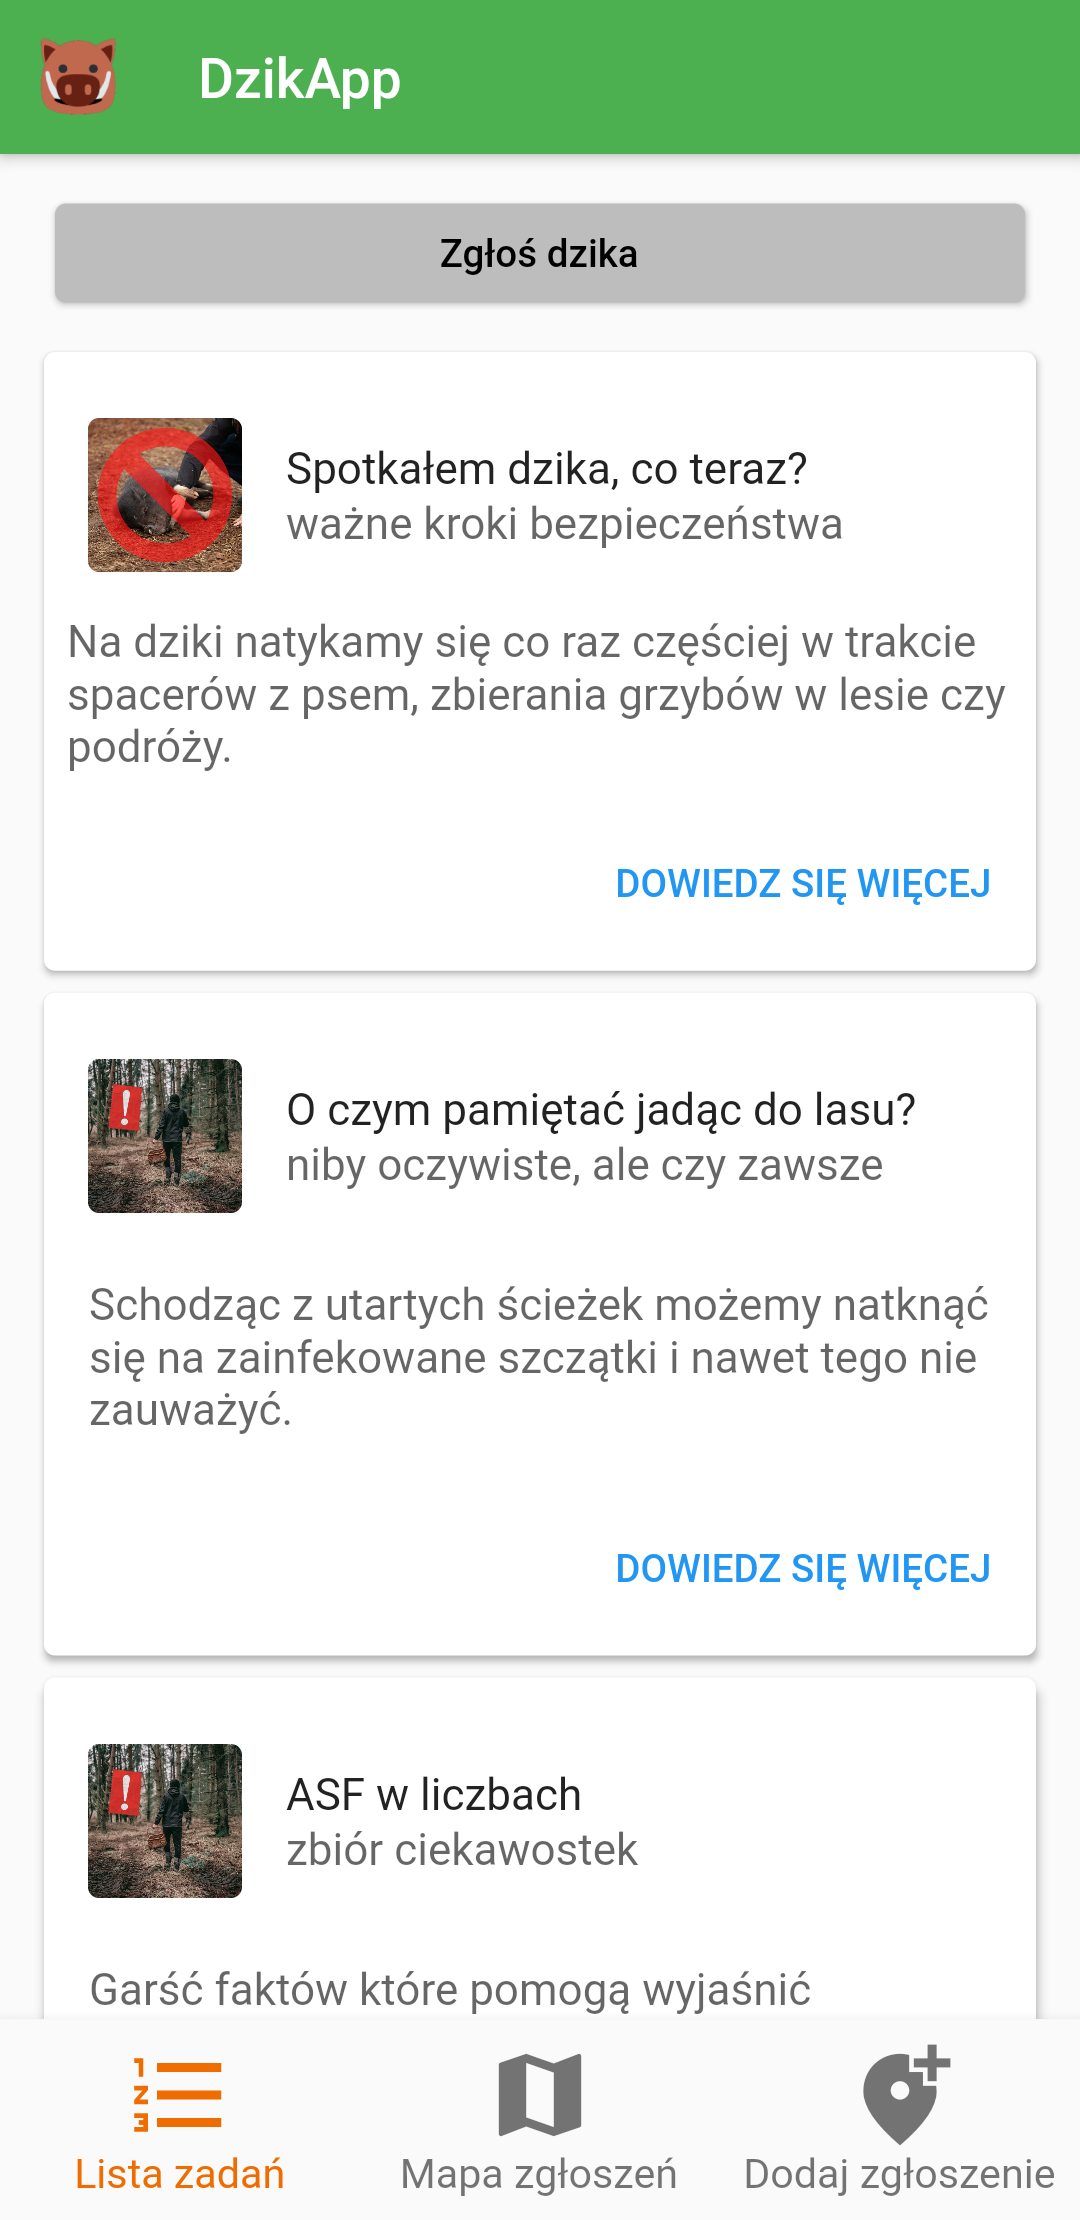 DzikApp
Zgłoś dzika
Spotkałem dzika, co teraz?
ważne kroki bezpieczeństwa
Na dziki natykamy się co raz częściej w trakcie
spacerów z psem, zbierania grzybów w lesie czy
podróży.
DOWIEDZ SIĘ WIĘCEJ
O czym pamiętać jadąc do lasu?
niby oczywiste, ale czy zawsze
Schodząc z utartych ścieżek możemy natknąć
się na zainfekowane szczątki i nawet tego nie
zauważyć.
DOWIEDZ SIĘ WIĘCEJ
ASF w liczbach
zbiór ciekawostek
Garść faktów które pomogą wyjaśnić
Lista zadań
Mapa zgłoszeń
Dodaj zgłoszenie